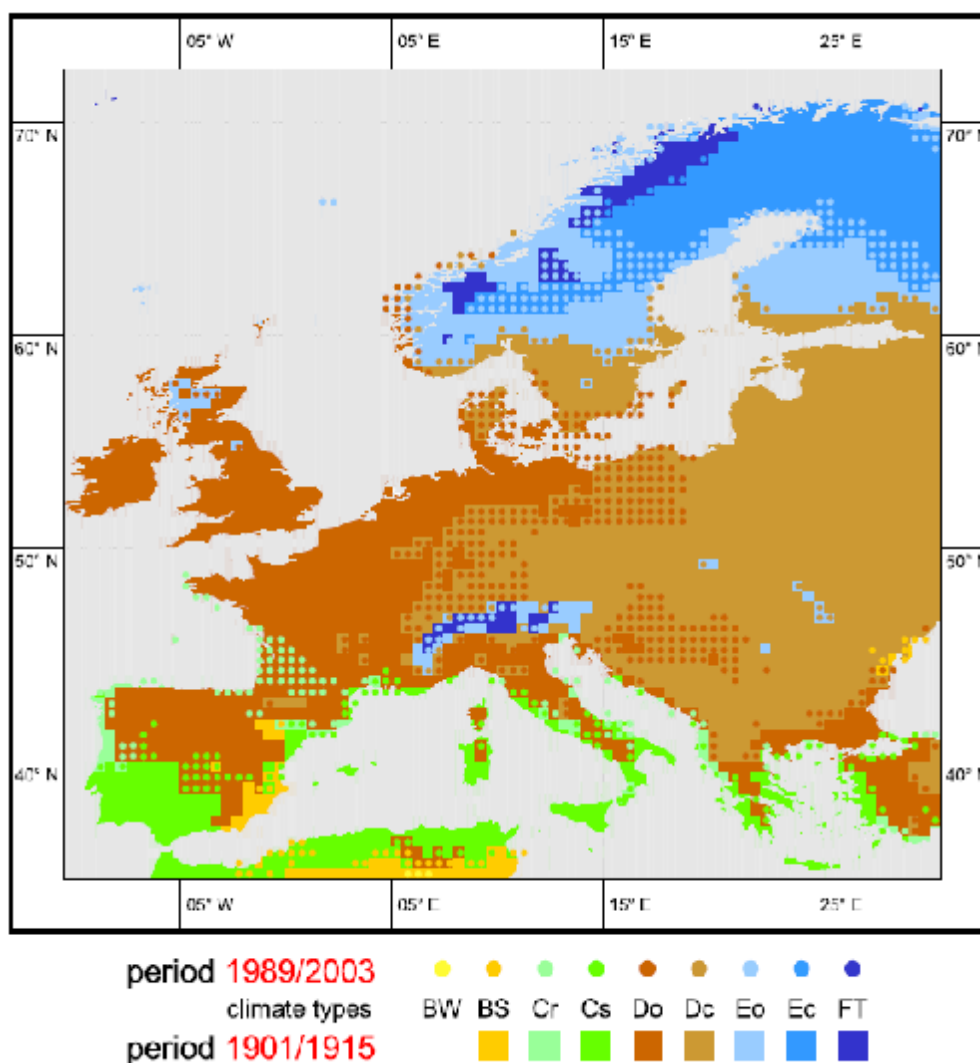 05° W 05° E 15° E 25° E
70° N 70° N
60° N 60° N
50° N 50° N
40° N 40° N
05° W 05° E 15° E 25° E
period 1989/2003
climate types BW BS Cr Cs Do Dc Eo Ec FT
period 1901/1915